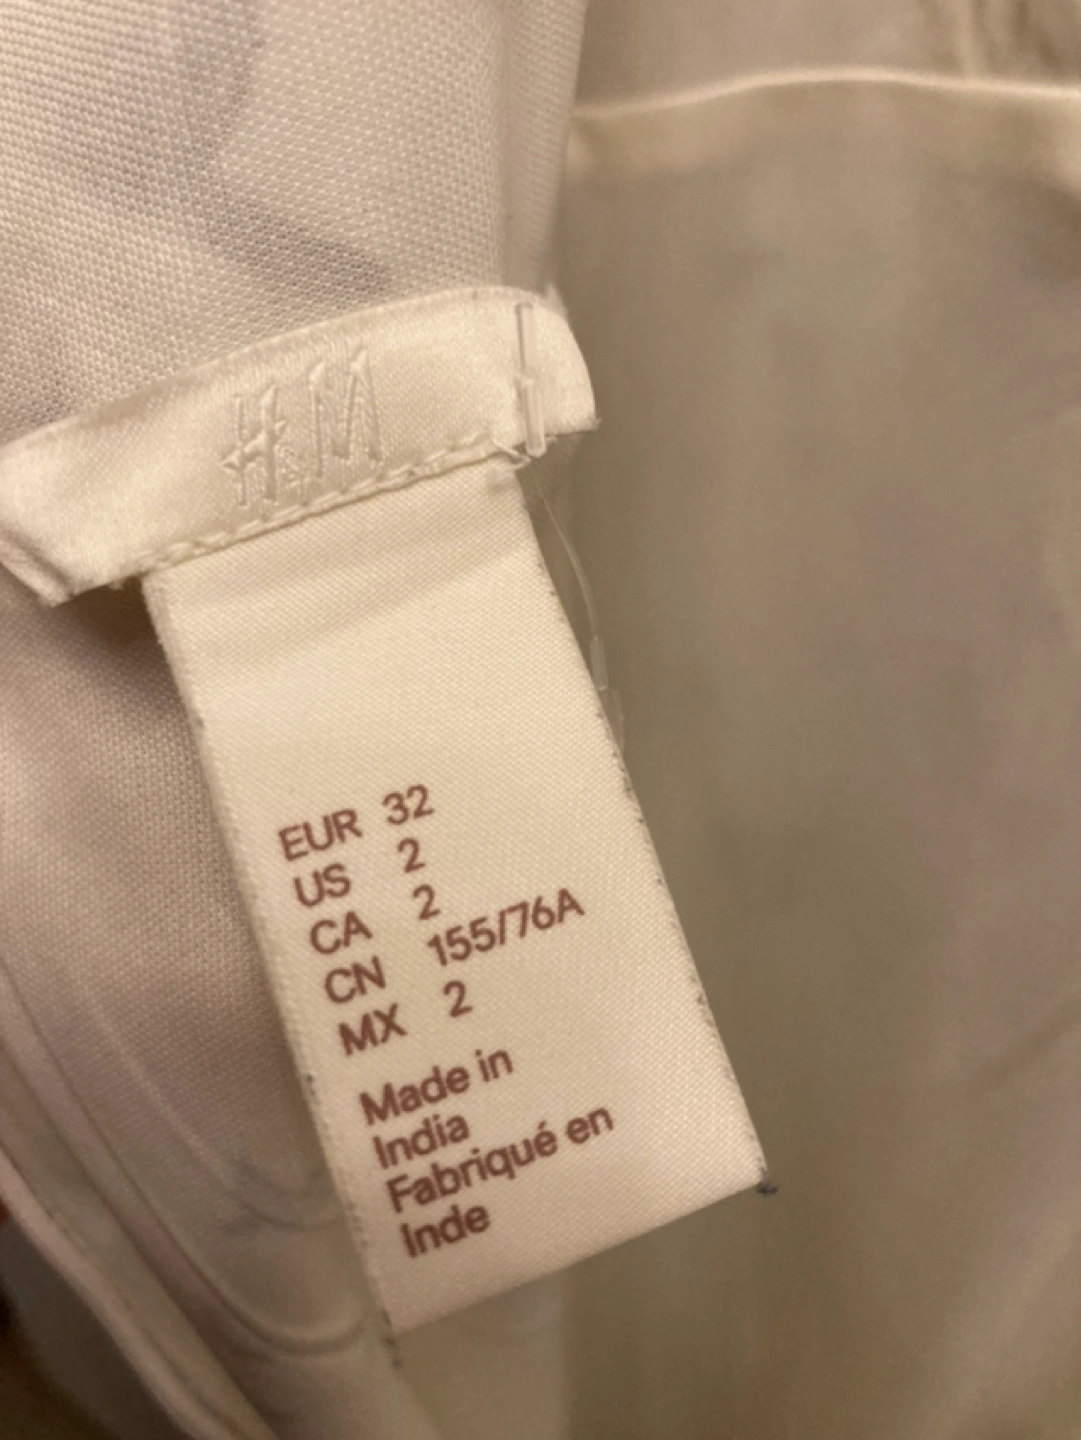 H&M
EUR 32
US 2
CA 2
CN 155/76A
MX 2
Made in
India
Fabriqué en
Inde